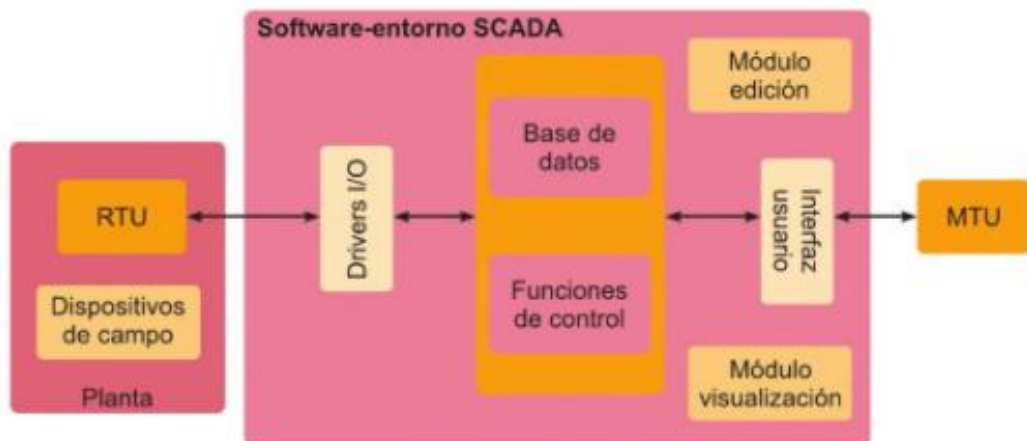 Software-entorno SCADA
Módulo
edición
Base de
datos
RTU
Drivers I/O
Interfaz
usuario
MTU
Dispositivos
de campo
Funciones
de control
Planta
Módulo
visualización